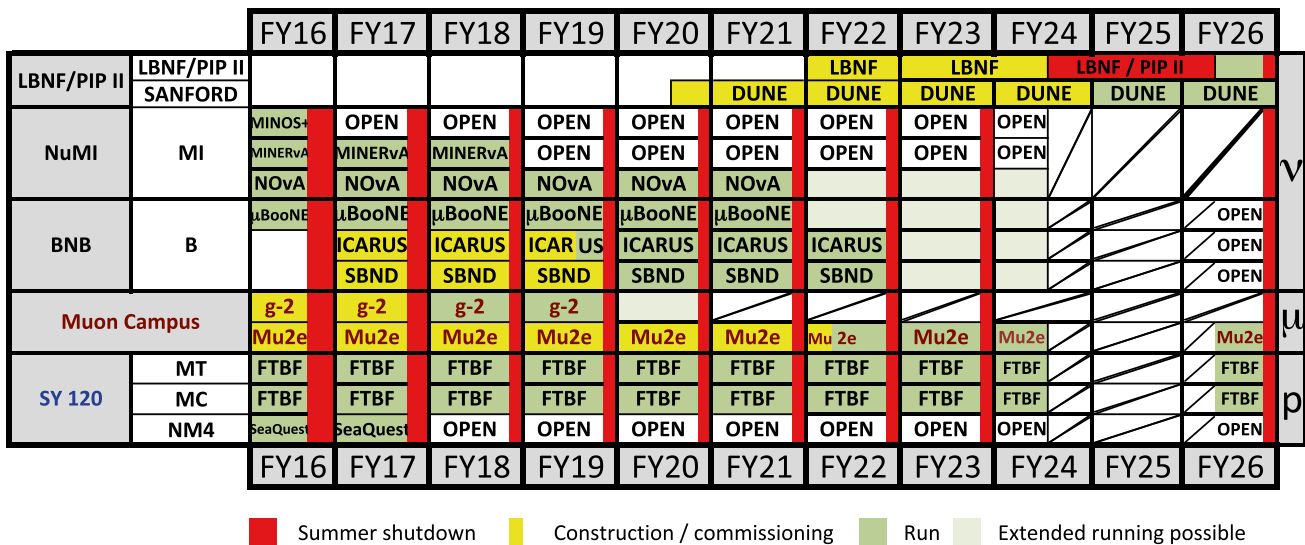 FY16 FY17 FY18 FY19 FY20 FY21 FY22 FY23 FY24 FY25 FY26
LBNF/PIP II LBNF/PIP II LBNF LBNF LBNF / PIP II
SANFORD DUNE DUNE DUNE DUNE DUNE DUNE
MINOS+ OPEN OPEN OPEN OPEN OPEN OPEN OPEN OPEN
NuMI MI MINERvA MINERvA MINERvA OPEN OPEN OPEN OPEN OPEN OPEN
NOvA NOvA NOvA NOvA NOvA NOvA
ν
μBooNE μBooNE μBooNE μBooNE μBooNE μBooNE OPEN
BNB B ICARUS ICARUS ICARUS ICARUS ICARUS ICARUS OPEN
SBND SBND SBND SBND SBND SBND OPEN
g-2 g-2 g-2 g-2
Muon Campus μ
Mu2e Mu2e Mu2e Mu2e Mu2e Mu2e Mu 2e Mu2e Mu2e Mu2e
MT FTBF FTBF FTBF FTBF FTBF FTBF FTBF FTBF FTBF FTBF
SY 120 MC FTBF FTBF FTBF FTBF FTBF FTBF FTBF FTBF FTBF FTBF p
NM4 SeaQuest SeaQuest OPEN OPEN OPEN OPEN OPEN OPEN OPEN OPEN
FY16 FY17 FY18 FY19 FY20 FY21 FY22 FY23 FY24 FY25 FY26
Summer shutdown Construction / commissioning Run Extended running possible